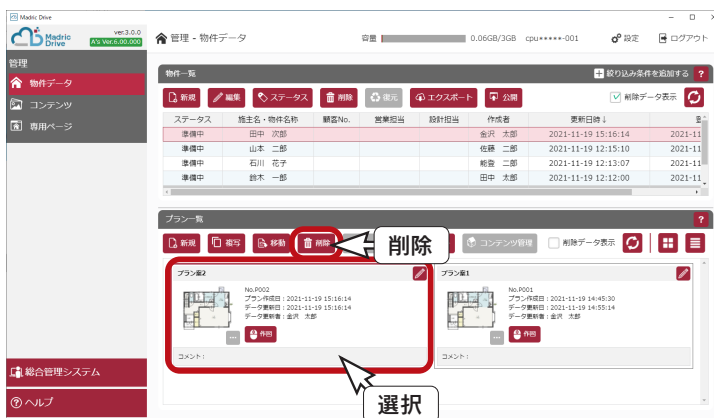 Madric Drive
Madric Drive
ver.3.0.0
A's Ver.6.00.000
管理 - 物件データ
容量
0.06GB/3GB
cpu*****-001
設定
ログアウト
管理
物件データ
コンテンツ
専用ページ
総合管理システム
ヘルプ
物件一覧
絞り込み条件を追加する
?
新規
編集
ステータス
削除
復元
エクスポート
公開
削除データ表示
ステータス 施主名・物件名称 顧客No. 営業担当 設計担当 作成者 更新日時↓
準備中 田中 次郎 金沢 太郎 2021-11-19 15:16:14 2021-11
準備中 山本 二郎 佐藤 二郎 2021-11-19 12:15:10 2021-11
準備中 石川 花子 能登 二郎 2021-11-19 12:13:07 2021-11
準備中 鈴木 一郎 田中 太郎 2021-11-19 12:12:00 2021-11
プラン一覧
?
新規
複写
移動
削除
削除
コンテンツ管理
削除データ表示
プラン案2
No.P002
プラン作成日：2021-11-19 15:16:14
データ更新日：2021-11-19 15:16:14
データ更新者：金沢 太郎
...
作図
コメント：
プラン案1
No.P001
プラン作成日：2021-11-19 14:45:30
データ更新日：2021-11-19 14:55:14
データ更新者：金沢 太郎
...
作図
コメント：
選択